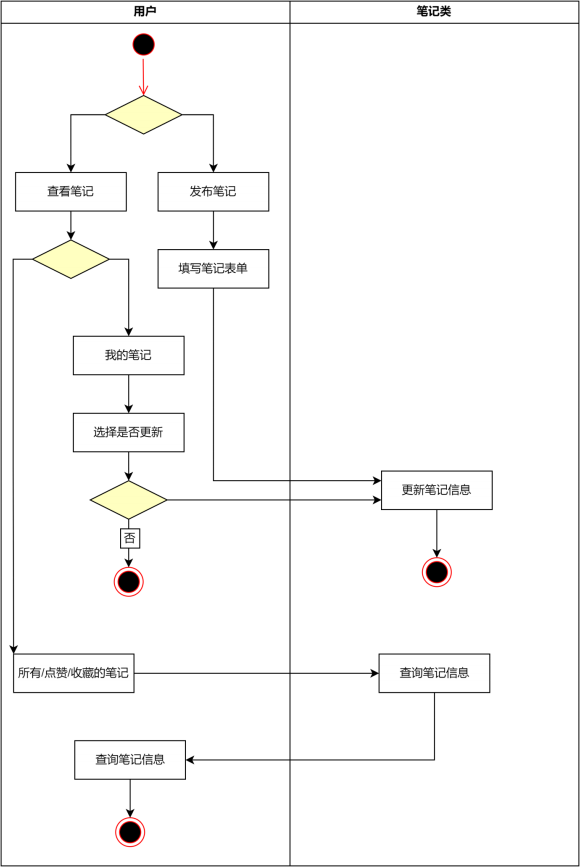 用户
笔记类
查看笔记
发布笔记
填写笔记表单
我的笔记
选择是否更新
更新笔记信息
否
所有/点赞/收藏的笔记
查询笔记信息
查询笔记信息